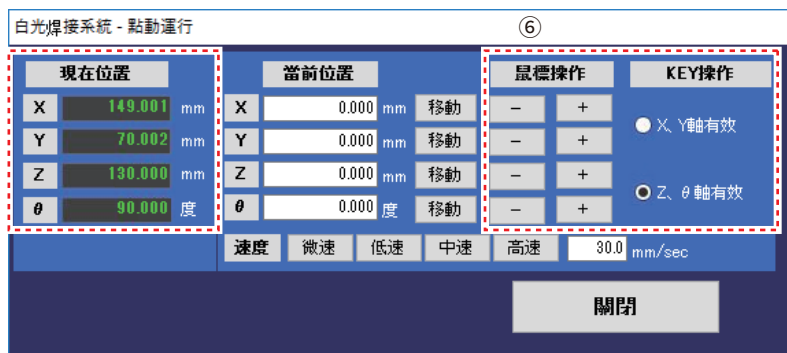 白光焊接系統 - 點動運行
⑥
現在位置 當前位置 鼠標操作 KEY操作
X 149.001 mm X 0.000 mm 移動 − +
X、Y軸有效
Y 70.002 mm Y 0.000 mm 移動 − +
Z 130.000 mm Z 0.000 mm 移動 − +
Z、θ軸有效
θ 90.000 度 θ 0.000 度 移動 − +
速度 微速 低速 中速 高速 30.0 mm/sec
關閉